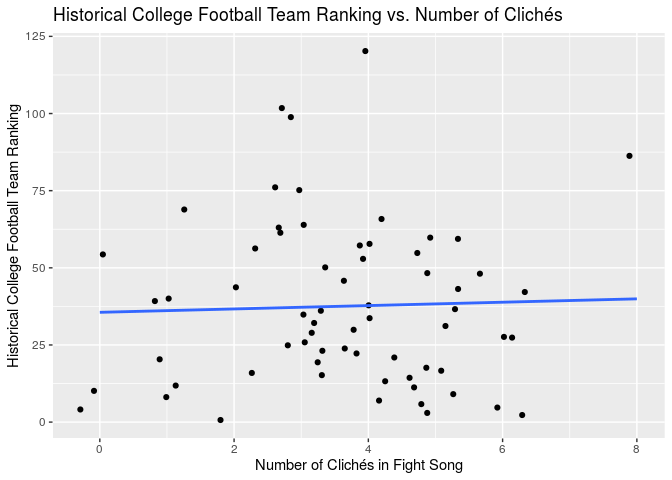 Historical College Football Team Ranking vs. Number of Clichés
Historical College Football Team Ranking
125
100
75
50
25
0
0 2 4 6 8
Number of Clichés in Fight Song